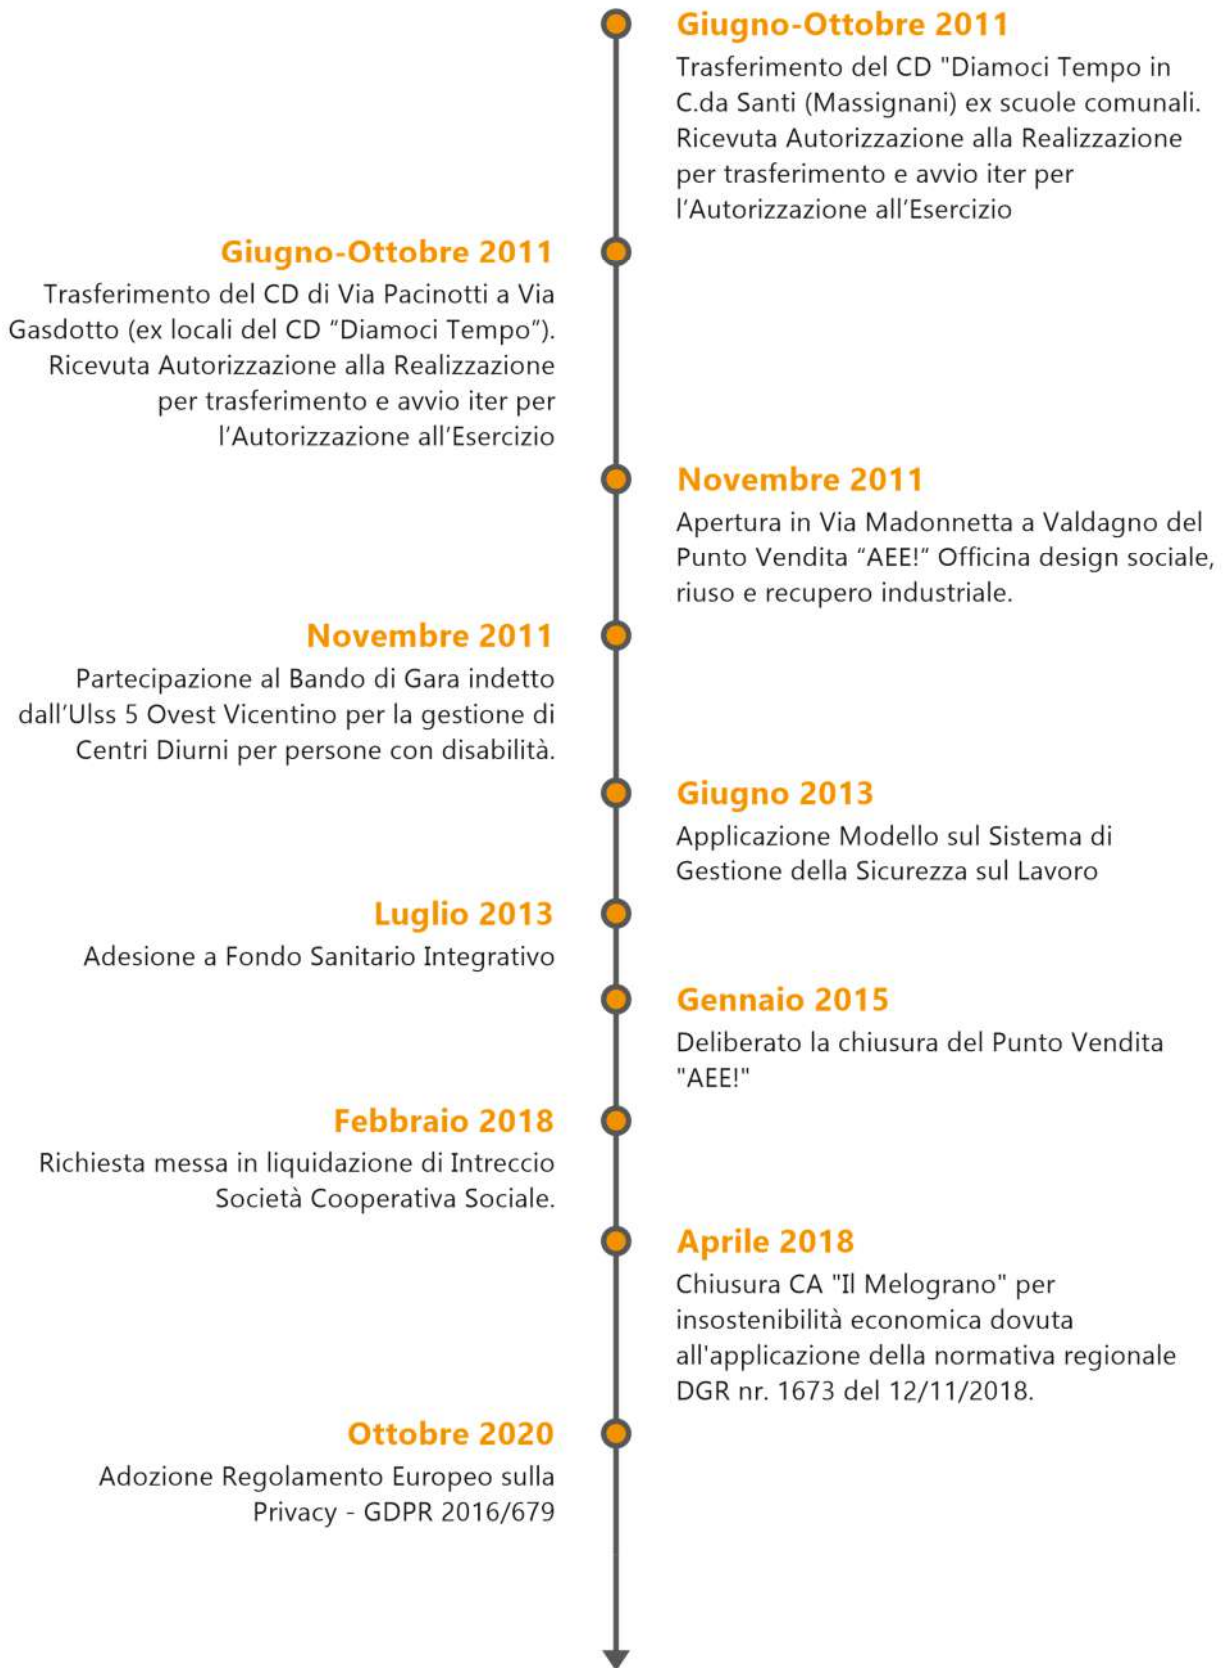 Giugno-Ottobre 2011
Trasferimento del CD "Diamoci Tempo in
C.da Santi (Massignani) ex scuole comunali.
Ricevuta Autorizzazione alla Realizzazione
per trasferimento e avvio iter per
l’Autorizzazione all’Esercizio
Giugno-Ottobre 2011
Trasferimento del CD di Via Pacinotti a Via
Gasdotto (ex locali del CD “Diamoci Tempo”).
Ricevuta Autorizzazione alla Realizzazione
per trasferimento e avvio iter per
l’Autorizzazione all’Esercizio
Novembre 2011
Apertura in Via Madonnetta a Valdagno del
Punto Vendita “AEE!” Officina design sociale,
riuso e recupero industriale.
Novembre 2011
Partecipazione al Bando di Gara indetto
dall’Ulss 5 Ovest Vicentino per la gestione di
Centri Diurni per persone con disabilità.
Giugno 2013
Applicazione Modello sul Sistema di
Gestione della Sicurezza sul Lavoro
Luglio 2013
Adesione a Fondo Sanitario Integrativo
Gennaio 2015
Deliberato la chiusura del Punto Vendita
"AEE!"
Febbraio 2018
Richiesta messa in liquidazione di Intreccio
Società Cooperativa Sociale.
Aprile 2018
Chiusura CA "Il Melograno" per
insostenibilità economica dovuta
all'applicazione della normativa regionale
DGR nr. 1673 del 12/11/2018.
Ottobre 2020
Adozione Regolamento Europeo sulla
Privacy - GDPR 2016/679